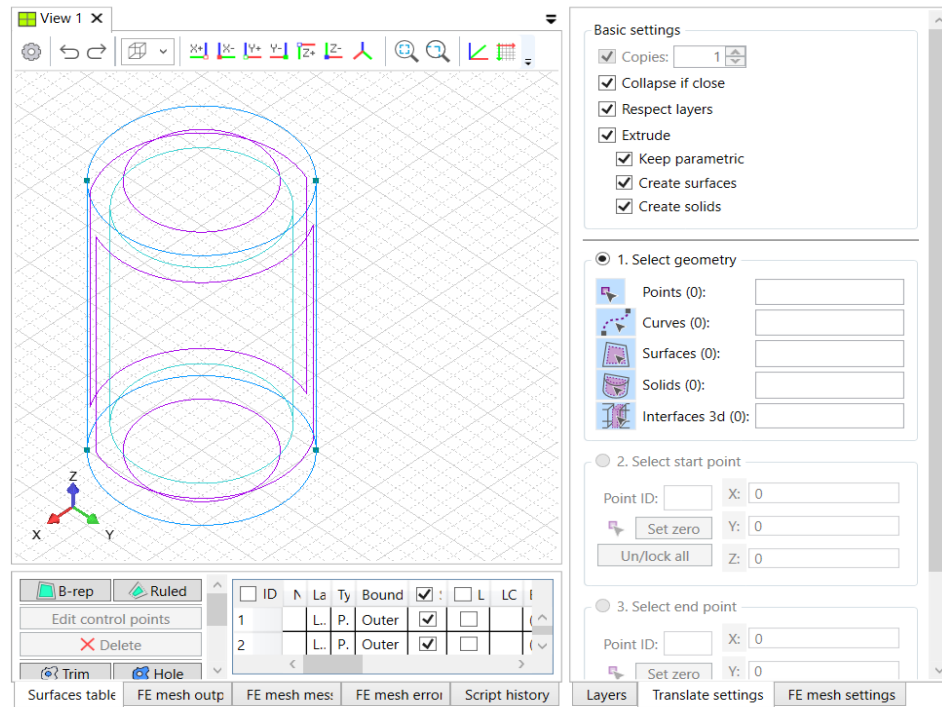 View 1
X+ X- Y+ Y- Z+ Z-
Z
X Y
B-rep Ruled
Edit control points
Delete
Trim Hole
ID N La Ty Bound L LC
1 L.. P. Outer
2 L.. P. Outer
Surfaces table FE mesh outp FE mesh mes FE mesh erro Script history
Basic settings
Copies: 1
Collapse if close
Respect layers
Extrude
Keep parametric
Create surfaces
Create solids
1. Select geometry
Points (0):
Curves (0):
Surfaces (0):
Solids (0):
Interfaces 3d (0):
2. Select start point
Point ID: X: 0
Set zero Y: 0
Un/lock all Z: 0
3. Select end point
Point ID: X: 0
Set zero Y: 0
Layers Translate settings FE mesh settings